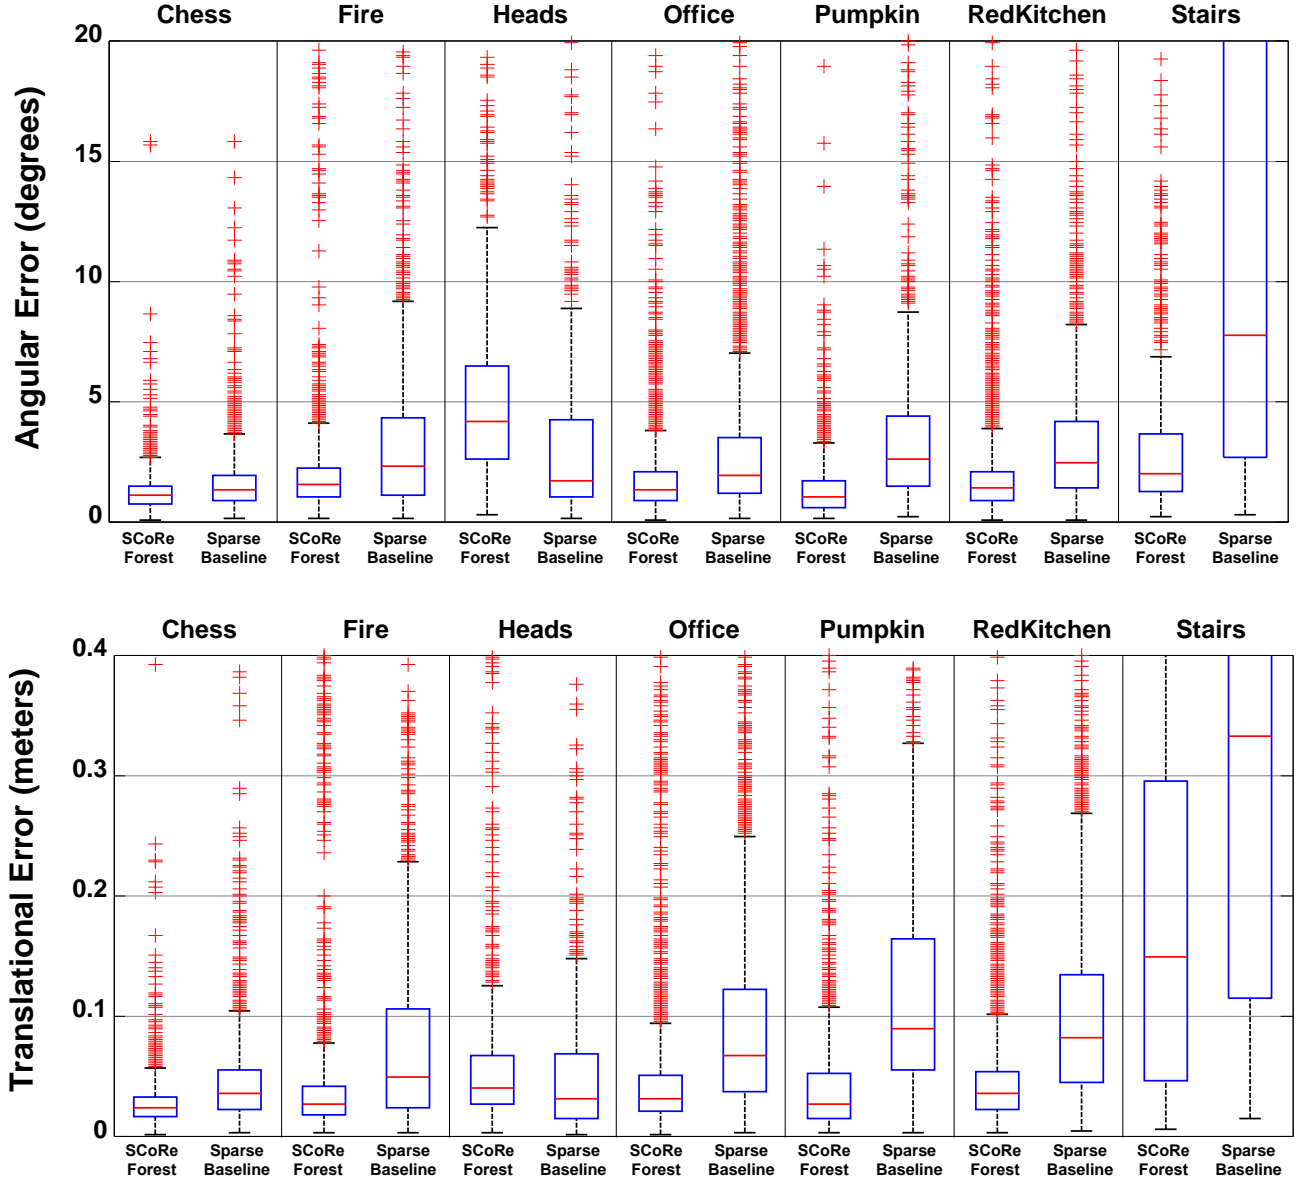 Chess Fire Heads Office Pumpkin RedKitchen Stairs
Angular Error (degrees)
20
15
10
5
0
SCoRe Sparse SCoRe Sparse SCoRe Sparse SCoRe Sparse SCoRe Sparse SCoRe Sparse SCoRe Sparse
Forest Baseline Forest Baseline Forest Baseline Forest Baseline Forest Baseline Forest Baseline Forest Baseline
Chess Fire Heads Office Pumpkin RedKitchen Stairs
Translational Error (meters)
0.4
0.3
0.2
0.1
0
SCoRe Sparse SCoRe Sparse SCoRe Sparse SCoRe Sparse SCoRe Sparse SCoRe Sparse SCoRe Sparse
Forest Baseline Forest Baseline Forest Baseline Forest Baseline Forest Baseline Forest Baseline Forest Baseline